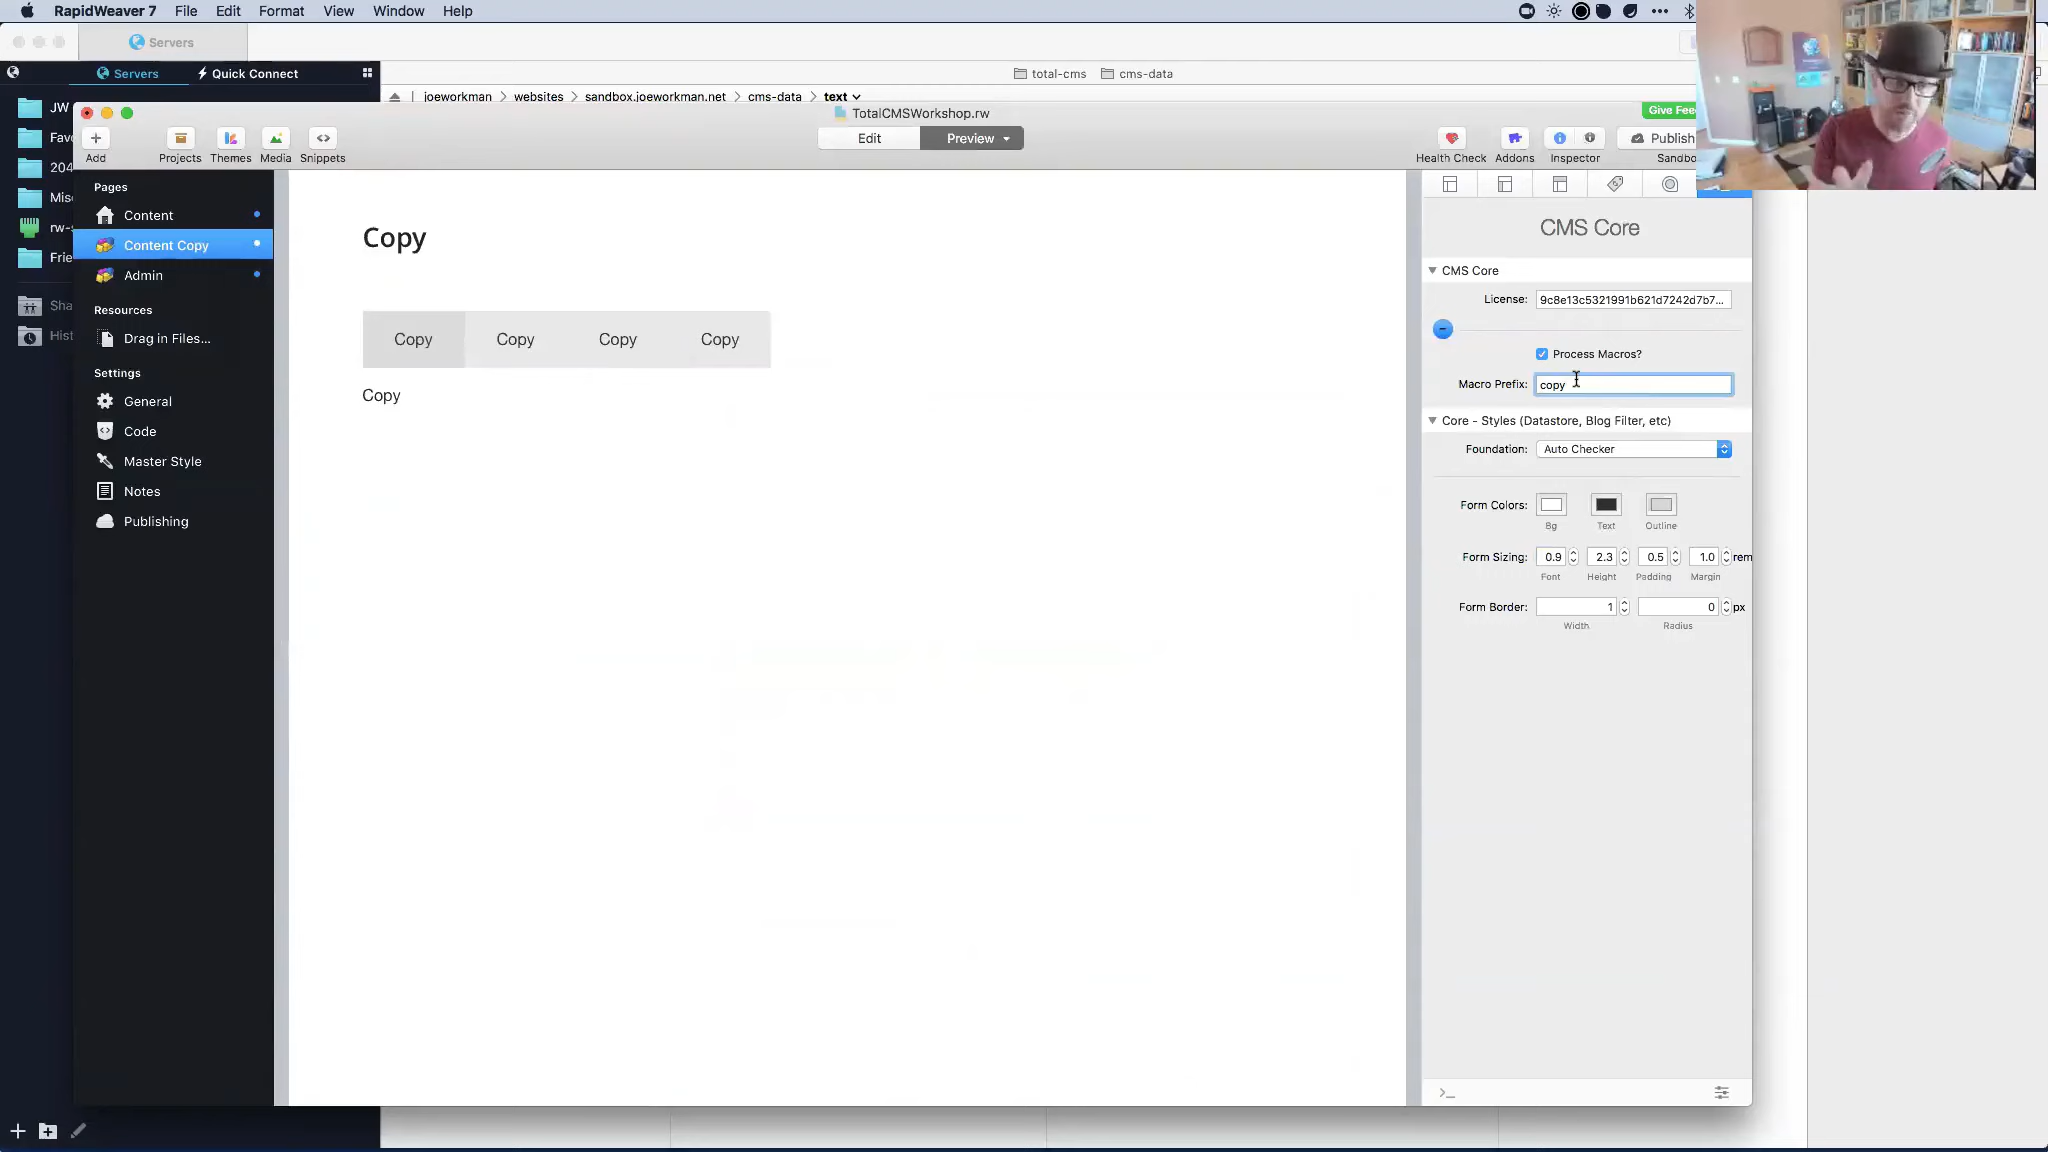 RapidWeaver 7 File Edit Format View Window Help
Servers
Servers Quick Connect
total-cms cms-data
joeworkman websites sandbox.joeworkman.net cms-data text
JW
Favo
204
Misc
rw-s
Frie
Sha
Hist
TotalCMSWorkshop.rw
Give Feed
Add
Projects Themes Media Snippets
Edit Preview
Health Check Addons Inspector
Publish
Sandbo
Pages
Content
Content Copy
Admin
Resources
Drag in Files...
Settings
General
Code
Master Style
Notes
Publishing
Copy
Copy Copy Copy Copy
Copy
CMS Core
CMS Core
License: 9c8e13c5321991b621d7242d7b7...
Process Macros?
Macro Prefix: copy
Core - Styles (Datastore, Blog Filter, etc)
Foundation: Auto Checker
Form Colors:
Bg Text Outline
Form Sizing: 0.9 2.3 0.5 1.0 rem
Font Height Padding Margin
Form Border: 1 0 px
Width Radius